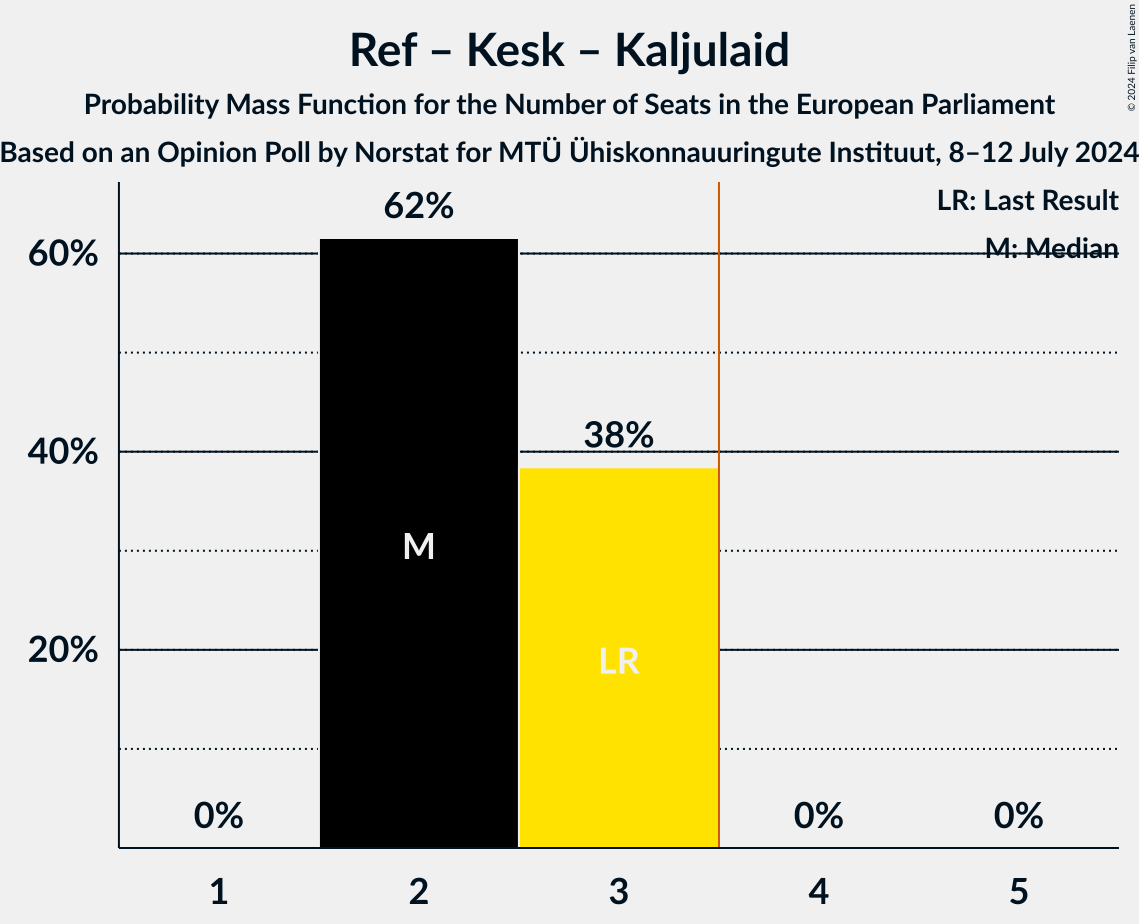 Ref – Kesk – Kaljulaid
Probability Mass Function for the Number of Seats in the European Parliament
Based on an Opinion Poll by Norstat for MTÜ Ühiskonnauuringute Instituut, 8–12 July 2024
© 2024 Filip van Laenen
LR: Last Result
M: Median
62%
60%
38%
40%
M
LR
20%
0%
0%
0%
1
2
3
4
5